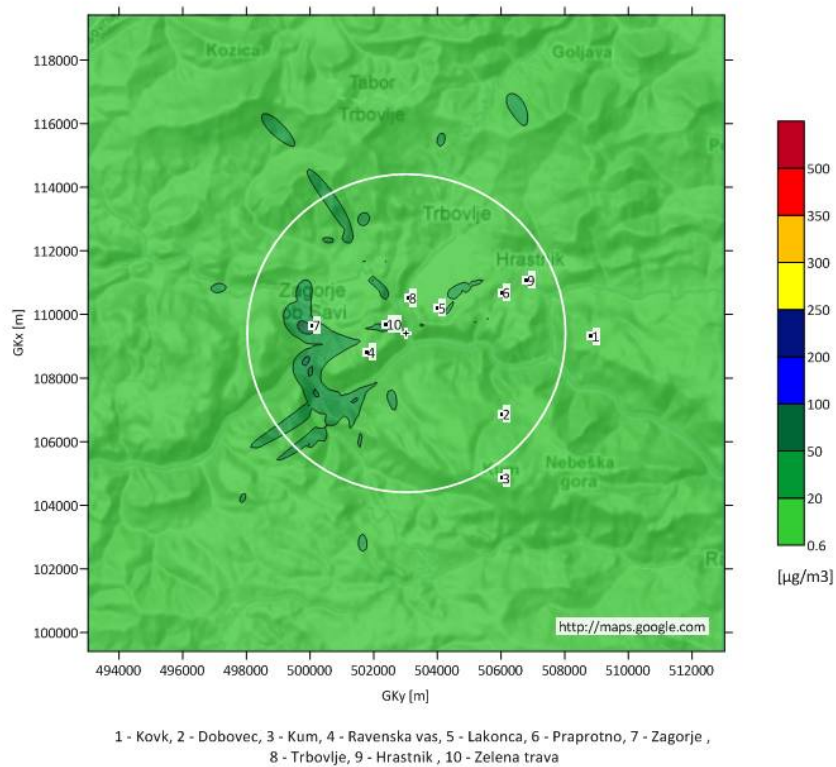 118000
116000
114000
112000
110000
108000
106000
104000
102000
100000
GKx [m]
Kozica
Goljava
Tabor
Trbovlje
Trbovlje
Hrastnik
Zagorje
ob Savi
Nebeška
gora
9
6
8
5
10
7
1
4
2
3
http://maps.google.com
494000 496000 498000 500000 502000 504000 506000 508000 510000 512000
GKy [m]
500
350
300
250
200
100
50
20
0.6
[µg/m3]
1 - Kovk, 2 - Dobovec, 3 - Kum, 4 - Ravenska vas, 5 - Lakonca, 6 - Praprotno, 7 - Zagorje ,
8 - Trbovlje, 9 - Hrastnik , 10 - Zelena trava